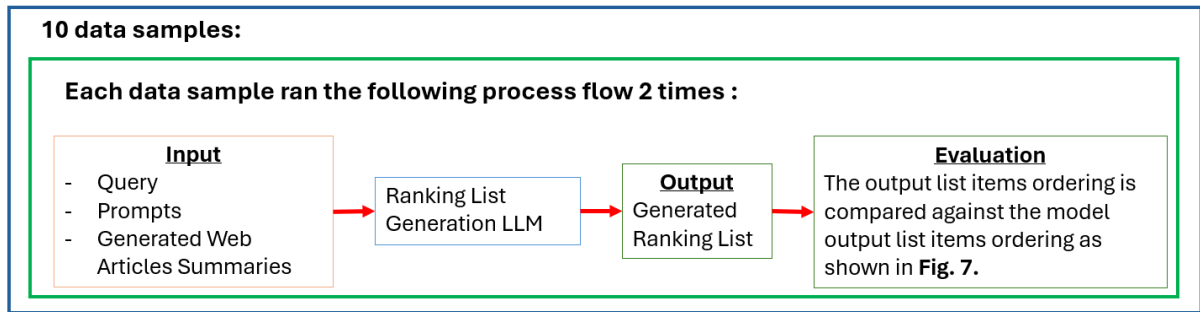 10 data samples:
Each data sample ran the following process flow 2 times :
Input
- Query
- Prompts
- Generated Web
Articles Summaries
Ranking List
Generation LLM
Output
Generated
Ranking List
Evaluation
The output list items ordering is
compared against the model
output list items ordering as
shown in Fig. 7.